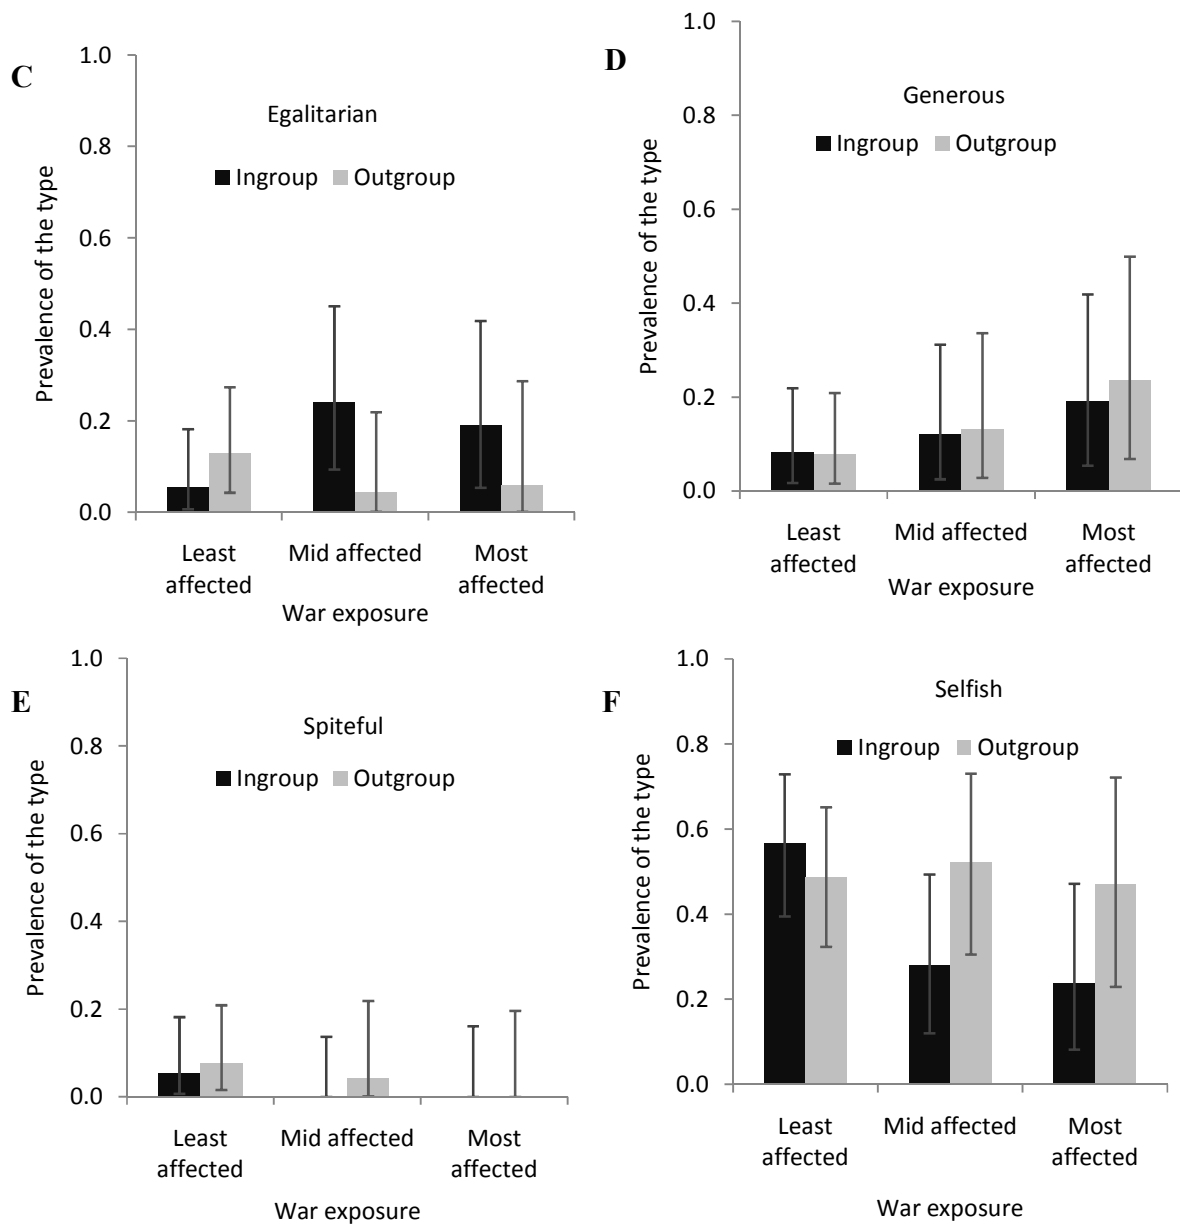 C
Egalitarian
Ingroup Outgroup
Prevalence of the type
1.0
0.8
0.6
0.4
0.2
0.0
Least affected
Mid affected
Most affected
War exposure
D
Generous
Ingroup Outgroup
Prevalence of the type
1.0
0.8
0.6
0.4
0.2
0.0
Least affected
Mid affected
Most affected
War exposure
E
Spiteful
Ingroup Outgroup
Prevalence of the type
1.0
0.8
0.6
0.4
0.2
0.0
Least affected
Mid affected
Most affected
War exposure
F
Selfish
Ingroup Outgroup
Prevalence of the type
1.0
0.8
0.6
0.4
0.2
0.0
Least affected
Mid affected
Most affected
War exposure